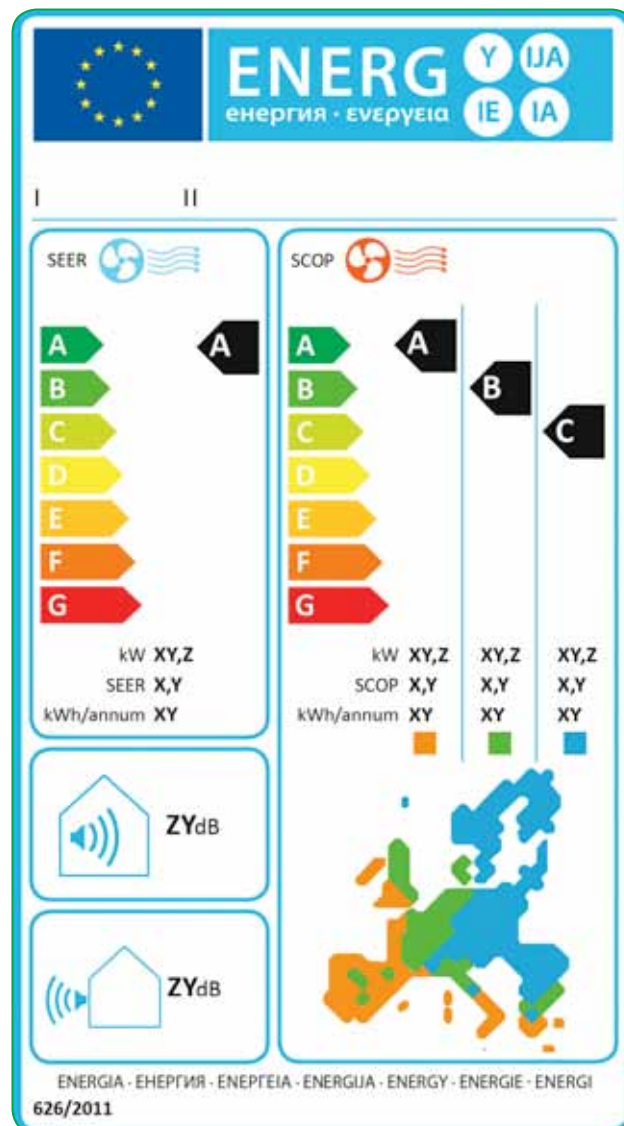 ENERG Y IJA
енергия · ενεργεια IE IA
I II
SEER
A A
B
C
D
E
F
G
kW XY,Z
SEER X,Y
kWh/annum XY
SCOP
A A
B B
C C
D
E
F
G
kW XY,Z XY,Z XY,Z
SCOP X,Y X,Y X,Y
kWh/annum XY XY XY
ZYdB
ZYdB
ENERGIA · ЕНЕРГИЯ · ΕΝΕΡΓΕΙΑ · ENERGIJA · ENERGY · ENERGIE · ENERGI
626/2011